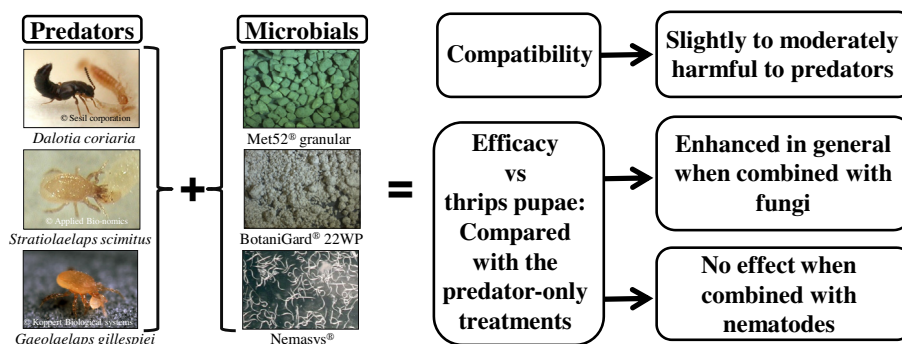 Predators
© Sesil corporation
Dalotia coriaria
© Applied Bio-nomics
Stratiolaelaps scimitus
© Koppert Biological systems
Gaeolaelaps gillespiei
+
Microbials
Met52® granular
BotaniGard® 22WP
Nemasys®
=
Compatibility
Slightly to moderately
harmful to predators
Efficacy
vs
thrips pupae:
Compared
with the
predator-only
treatments
Enhanced in general
when combined with
fungi
No effect when
combined with
nematodes